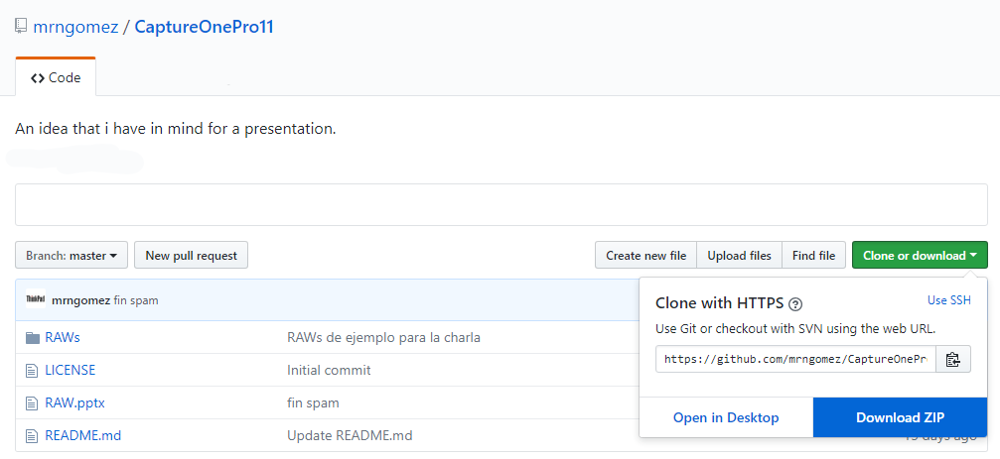 mrngomez / CaptureOnePro11
Code
An idea that i have in mind for a presentation.
Branch: master New pull request Create new file Upload files Find file Clone or download
ThinkPad mrngomez fin spam
Clone with HTTPS ? Use SSH
Use Git or checkout with SVN using the web URL.
https://github.com/mrngomez/CaptureOnePr
Open in Desktop Download ZIP
RAWs RAWs de ejemplo para la charla
LICENSE Initial commit
RAW.pptx fin spam
README.md Update README.md